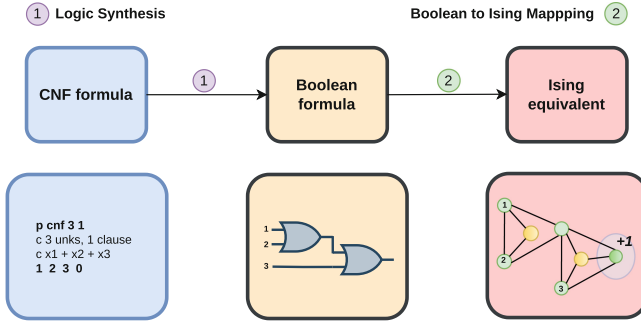 1 Logic Synthesis
Boolean to Ising Mappping 2
CNF formula
1
Boolean
formula
2
Ising
equivalent
p cnf 3 1
c 3 unks, 1 clause
c x1 + x2 + x3
1 2 3 0
1
2
3
1
2
3
+1